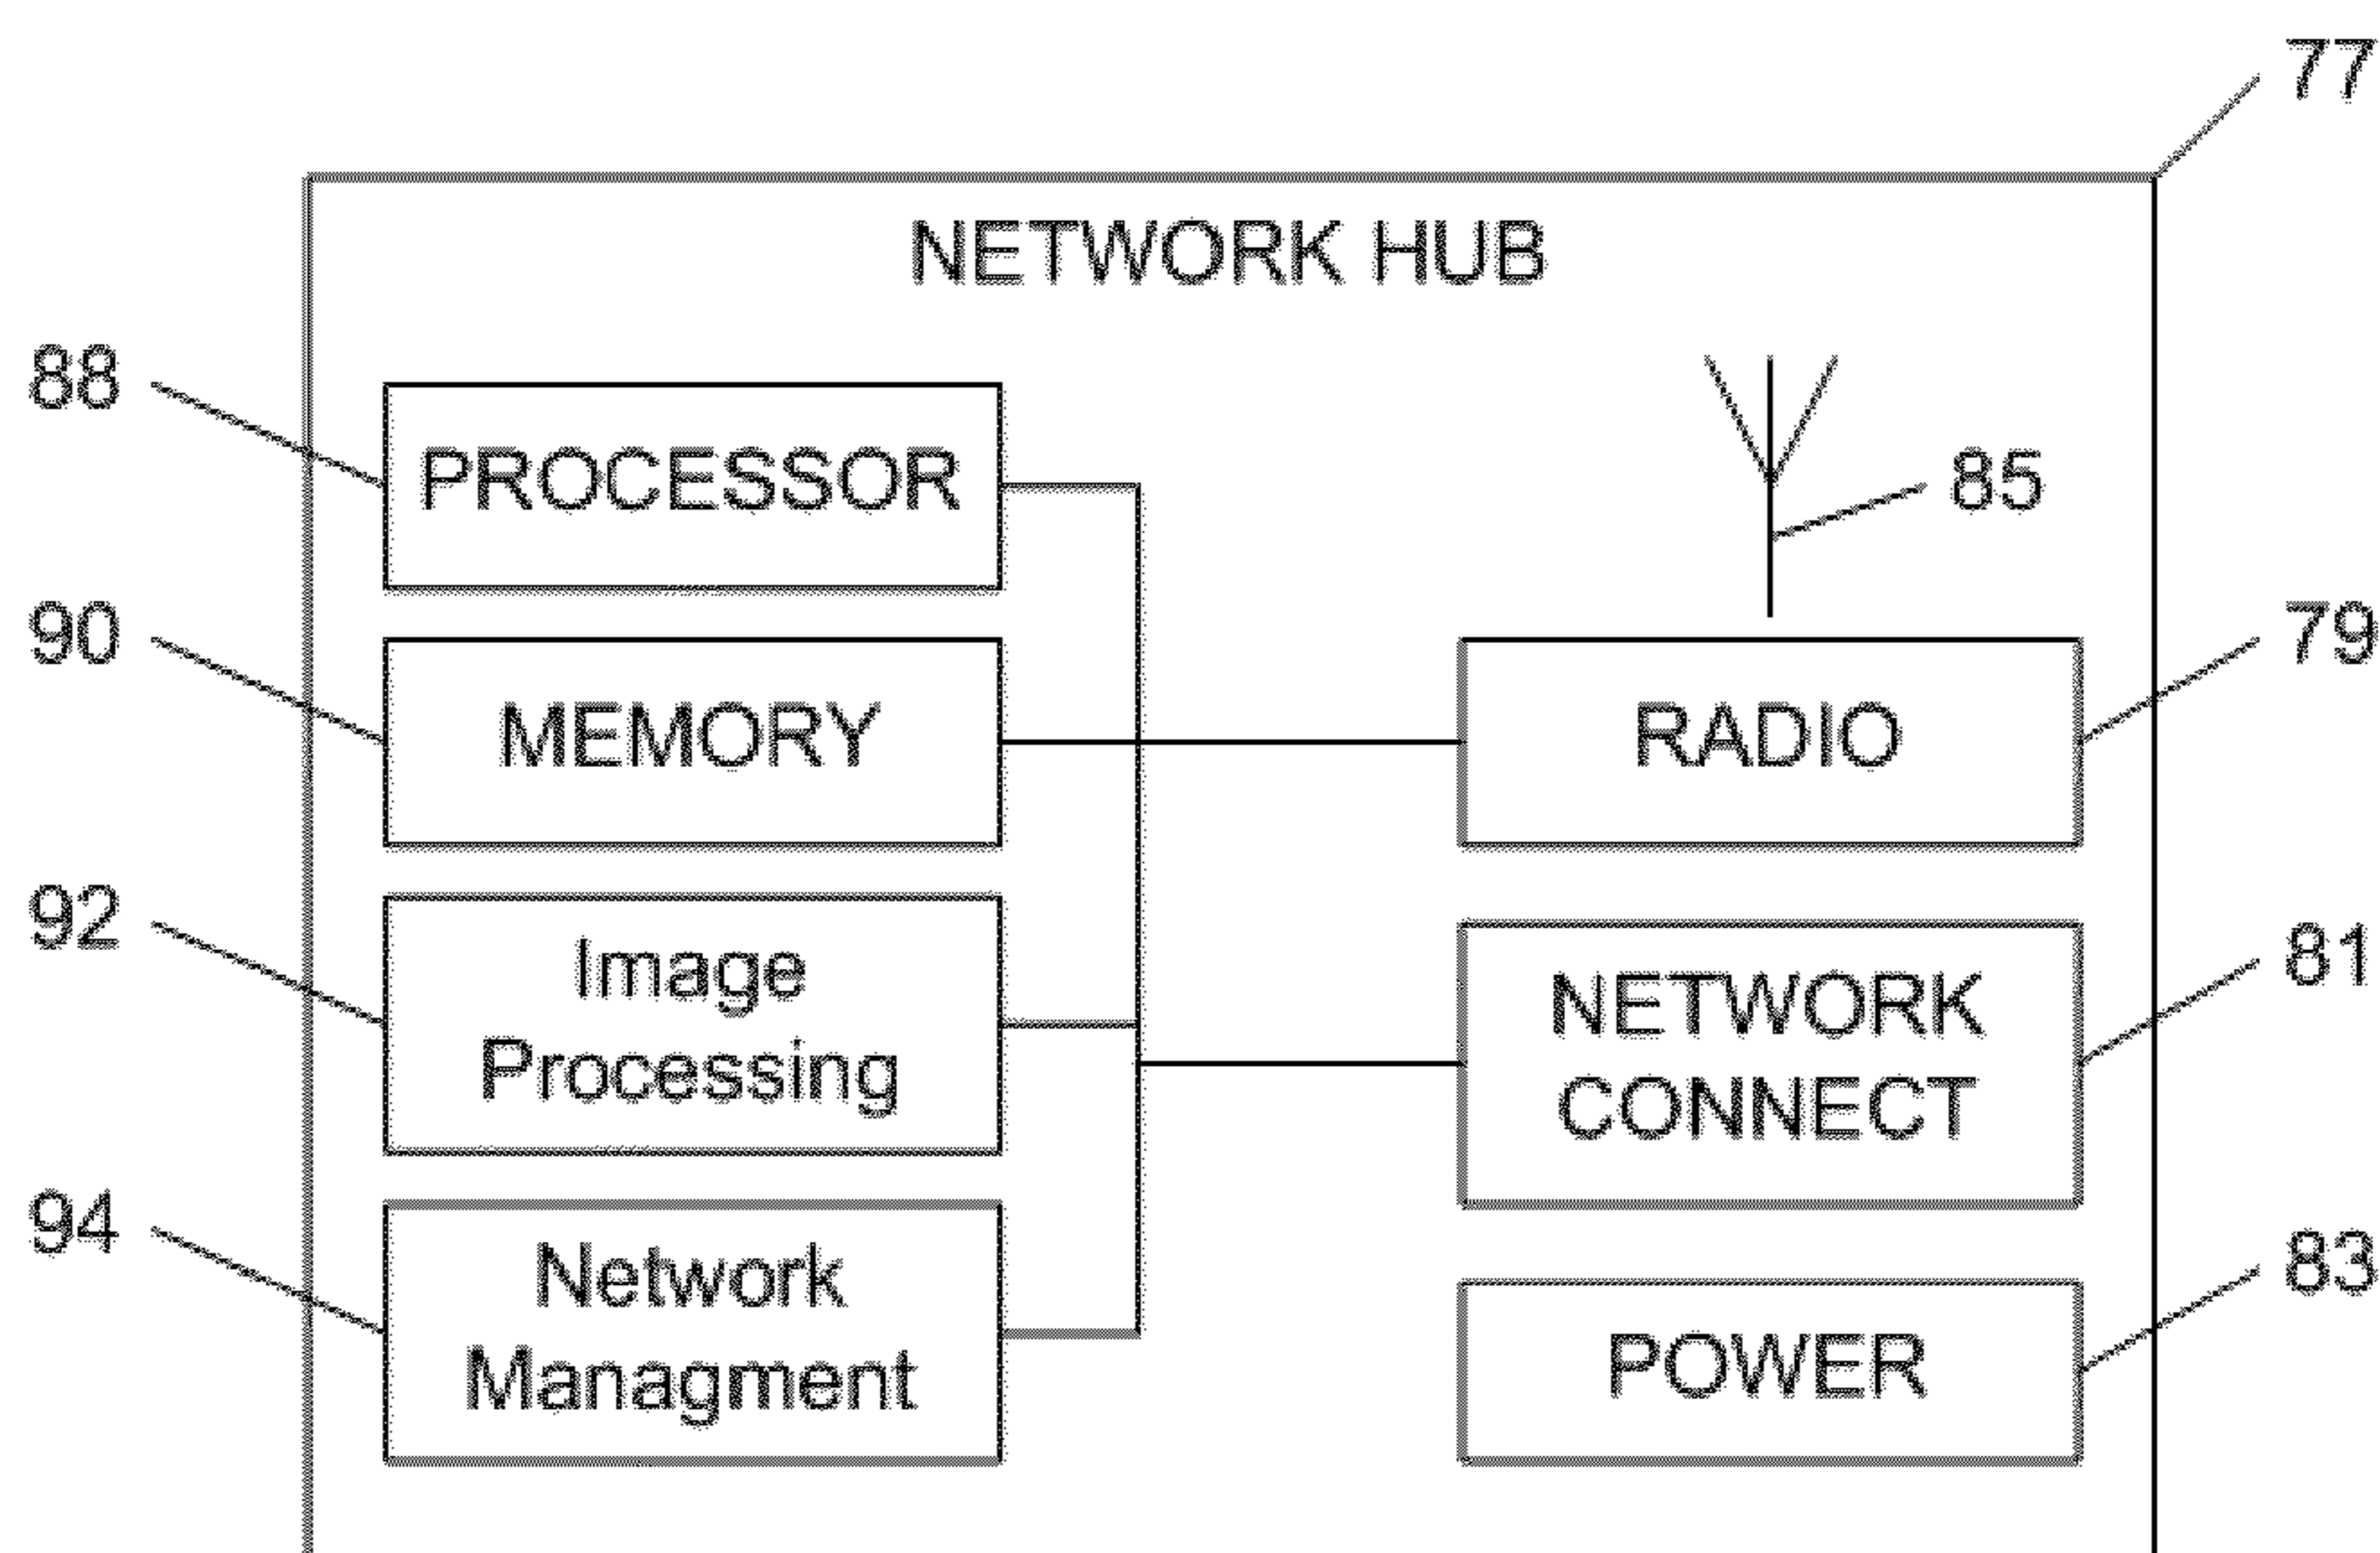 77
NETWORK HUB
88
PROCESSOR
85
90
MEMORY
RADIO
79
92
Image
Processing
NETWORK
CONNECT
81
94
Network
Managment
POWER
83